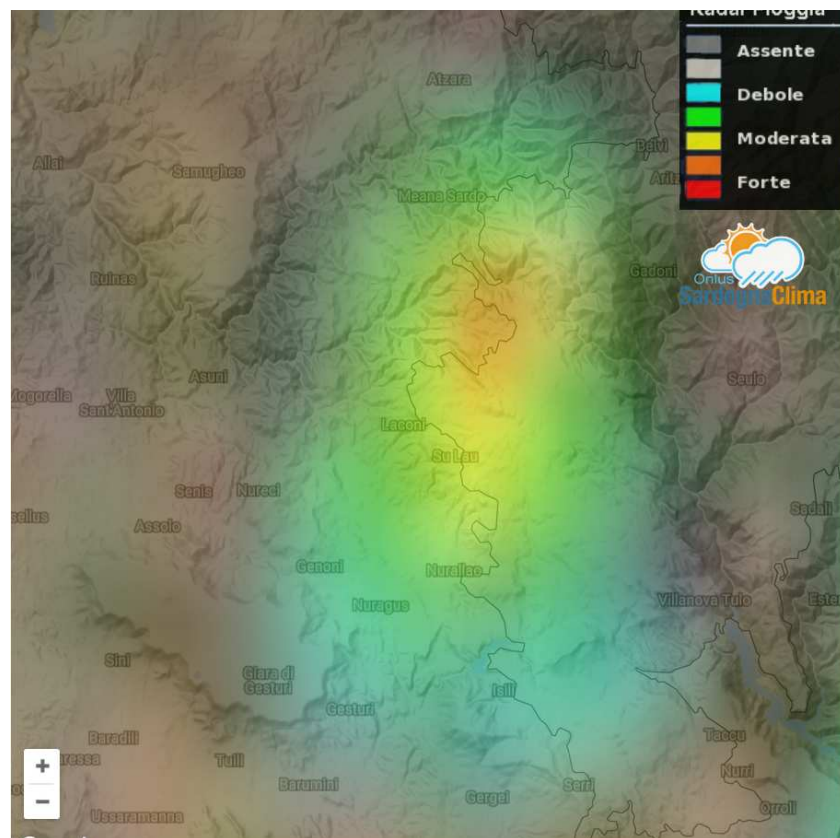 Radar Pioggia
Assente
Debole
Moderata
Forte
Onlus
SardegnaClima
Atzara
Belvì
Allai
Samugheo
Meana Sardo
Ruinas
Gadoni
Asuni
Seulo
Mogorella
Villa
Sant'Antonio
Laconi
Su Lau
Senis
Nureci
Assolo
Sadali
Genoni
Nurallao
Nuragus
Villanova Tulo
Sini
Giara di
Gesturi
Isili
Gesturi
Baradili
Tuili
Taccu
Nurri
Barumini
Serri
Gergei
Orroli
Ussaramanna
+
−